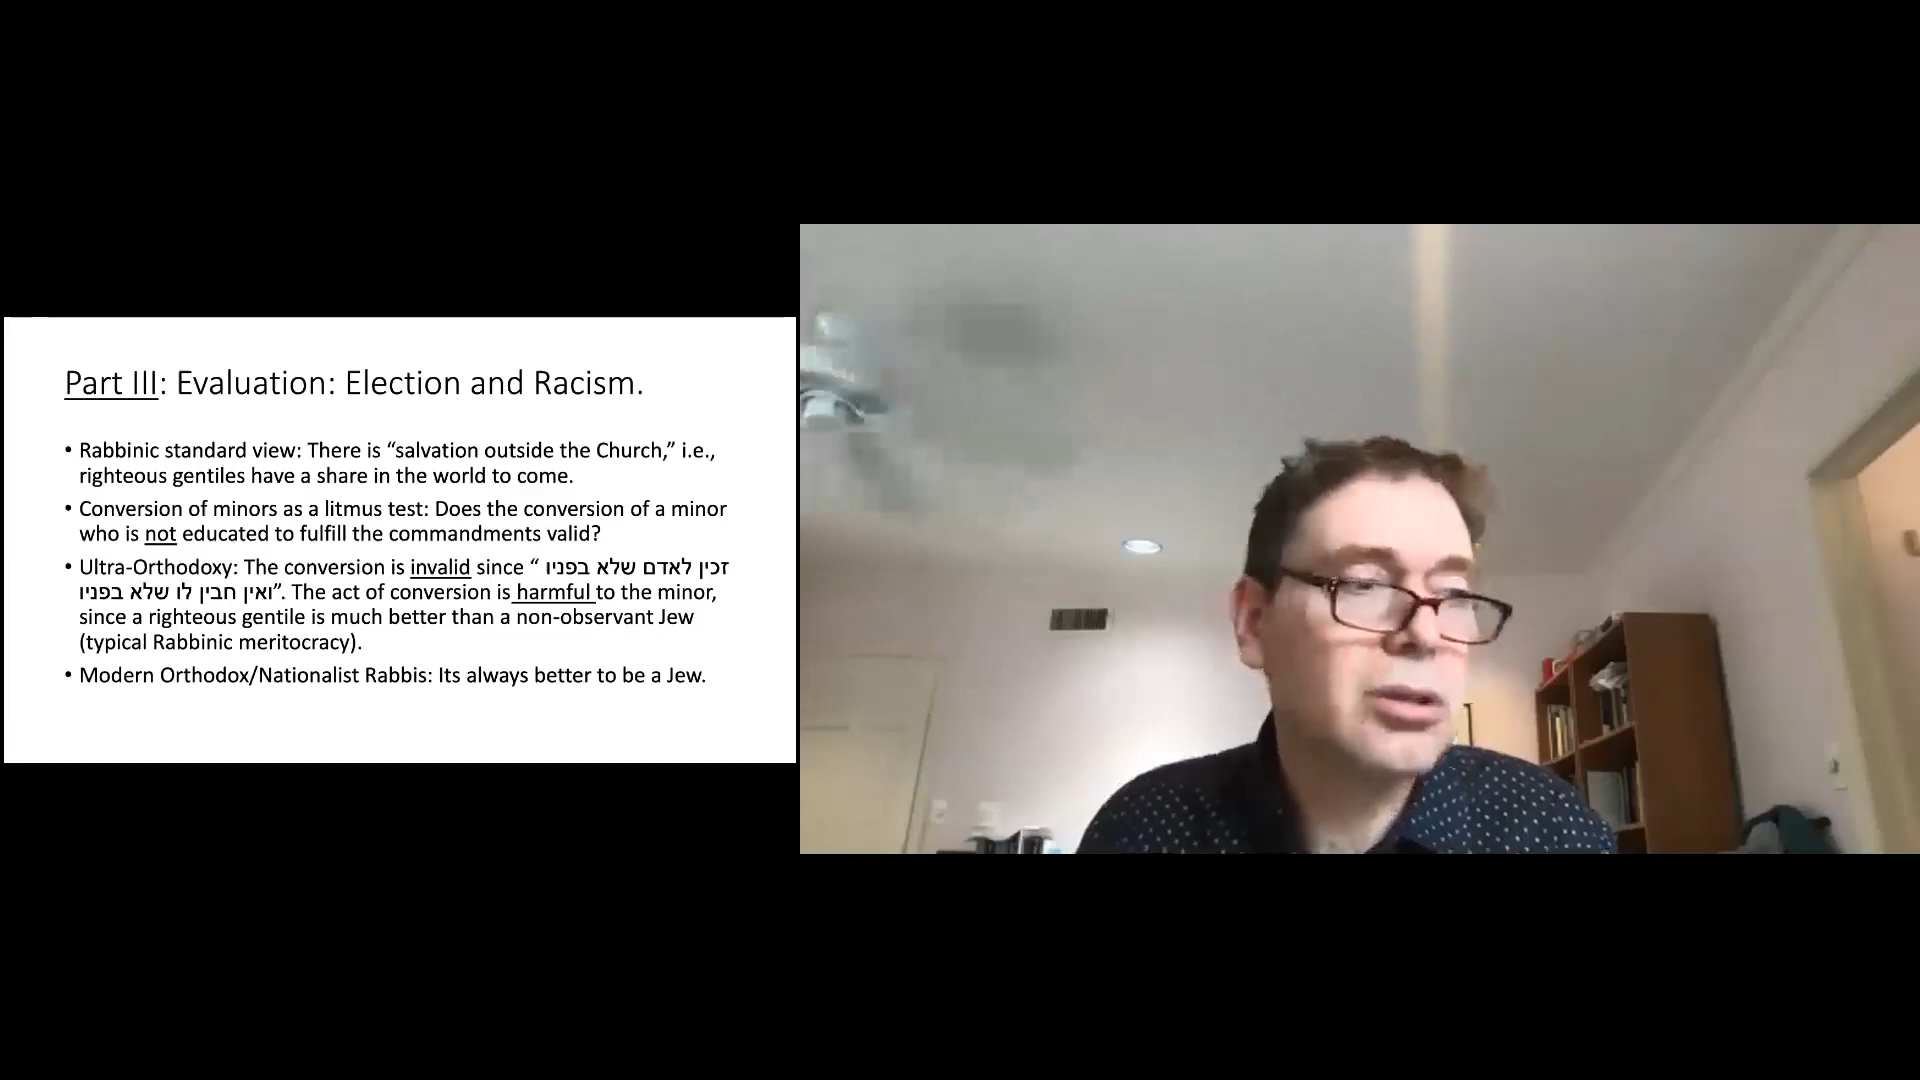 Part III: Evaluation: Election and Racism.
• Rabbinic standard view: There is “salvation outside the Church,” i.e.,
righteous gentiles have a share in the world to come.
• Conversion of minors as a litmus test: Does the conversion of a minor
who is not educated to fulfill the commandments valid?
• Ultra-Orthodoxy: The conversion is invalid since “ זכין לאדם שלא בפניו
ואין חבין לו שלא בפניו”. The act of conversion is harmful to the minor,
since a righteous gentile is much better than a non-observant Jew
(typical Rabbinic meritocracy).
• Modern Orthodox/Nationalist Rabbis: Its always better to be a Jew.